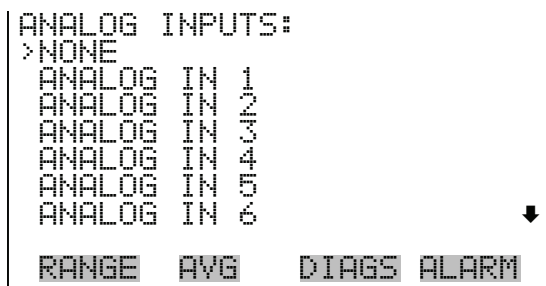 ANALOG INPUTS:
>NONE
ANALOG IN 1
ANALOG IN 2
ANALOG IN 3
ANALOG IN 4
ANALOG IN 5
ANALOG IN 6
RANGE AVG DIAGS ALARM